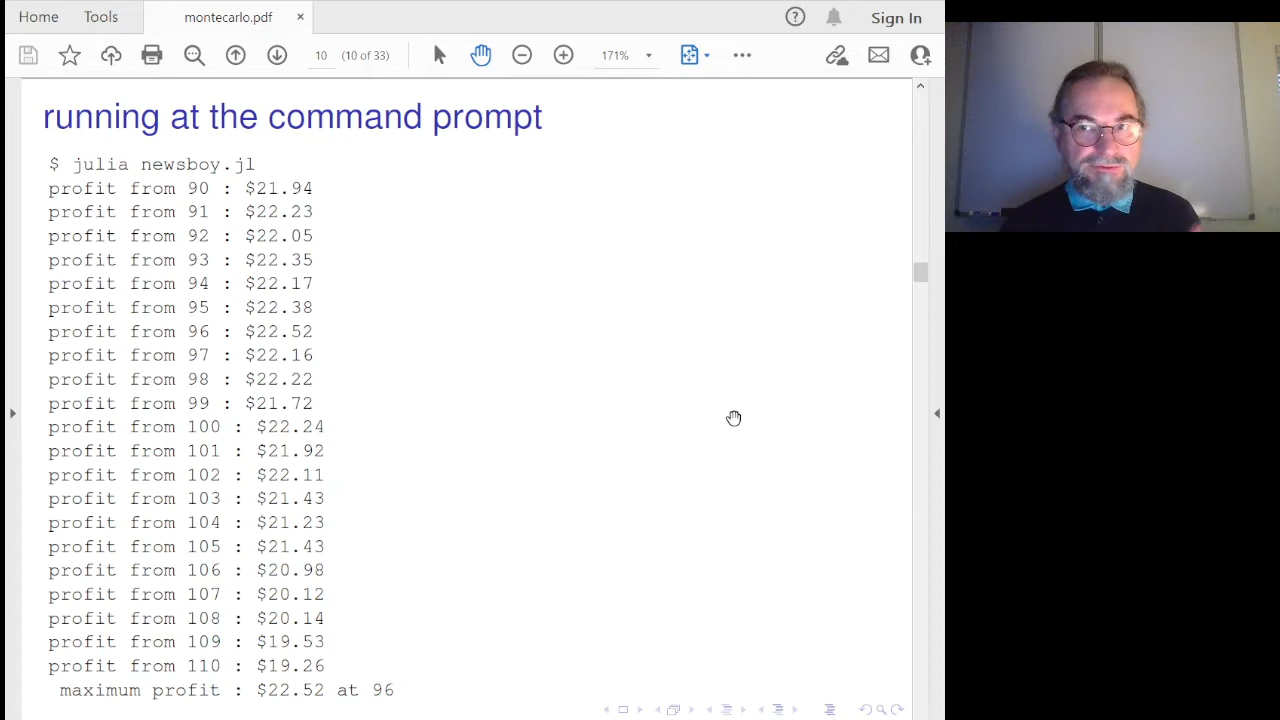 Home Tools montecarlo.pdf × Sign In
10 (10 of 33) 171%
running at the command prompt
$ julia newsboy.jl
profit from 90 : $21.94
profit from 91 : $22.23
profit from 92 : $22.05
profit from 93 : $22.35
profit from 94 : $22.17
profit from 95 : $22.38
profit from 96 : $22.52
profit from 97 : $22.16
profit from 98 : $22.22
profit from 99 : $21.72
profit from 100 : $22.24
profit from 101 : $21.92
profit from 102 : $22.11
profit from 103 : $21.43
profit from 104 : $21.23
profit from 105 : $21.43
profit from 106 : $20.98
profit from 107 : $20.12
profit from 108 : $20.14
profit from 109 : $19.53
profit from 110 : $19.26
maximum profit : $22.52 at 96